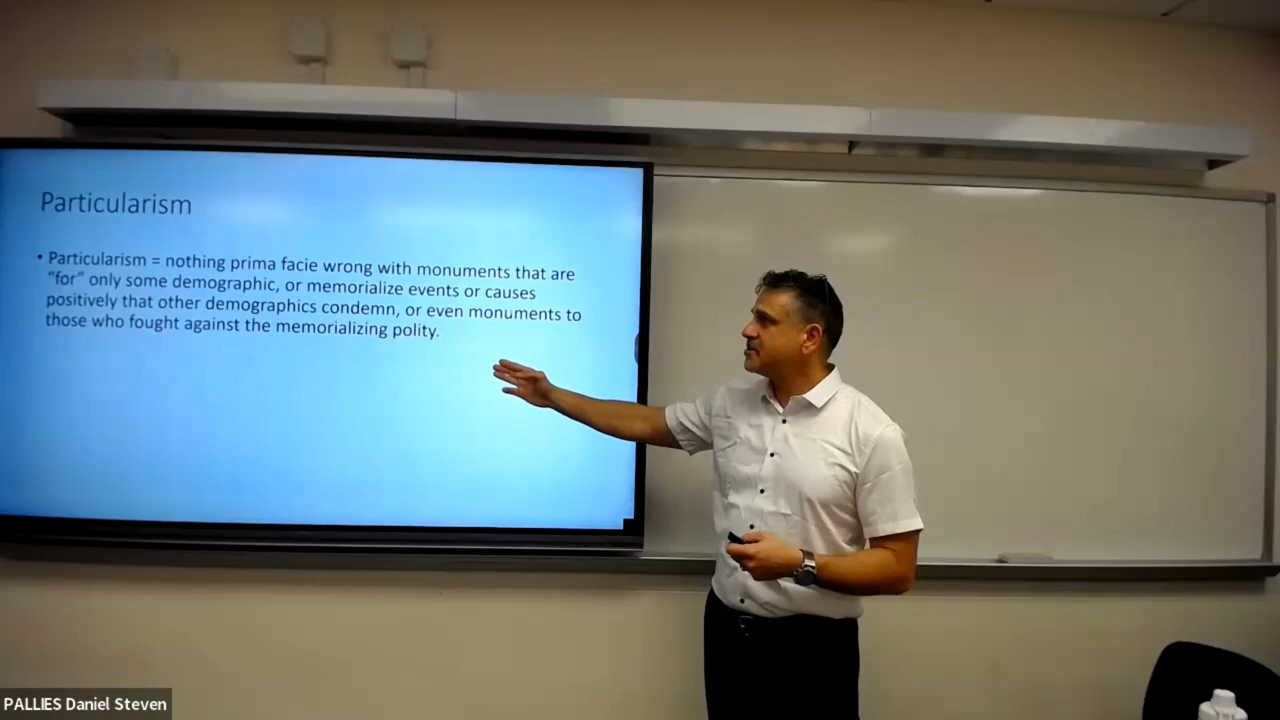 Particularism
• Particularism = nothing prima facie wrong with monuments that are
“for” only some demographic, or memorialize events or causes
positively that other demographics condemn, or even monuments to
those who fought against the memorializing polity.
PALLIES Daniel Steven